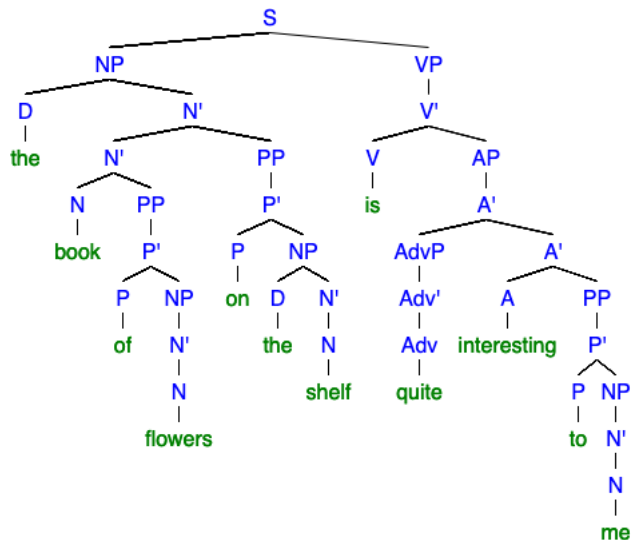 S
NP VP
D N' V'
the N' PP V AP
N PP P' is A'
book P' P NP AdvP A'
P NP on D N' Adv' A PP
of N' the N Adv interesting P'
N shelf quite P NP
flowers to N'
N
me